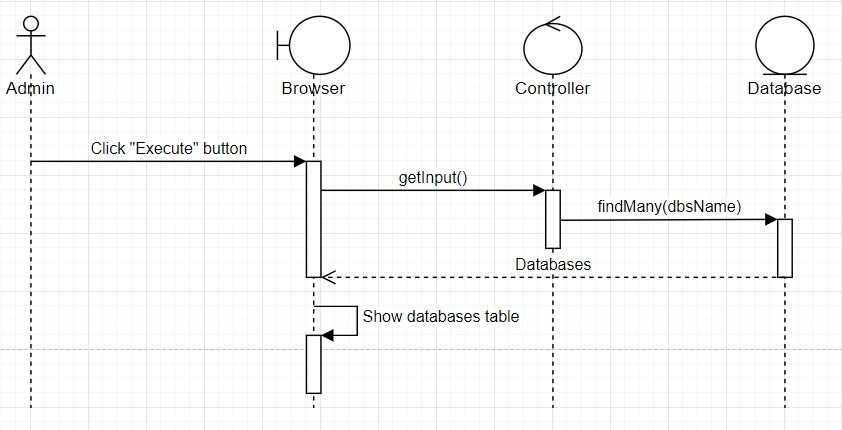 Admin
Browser
Controller
Database
Click "Execute" button
getInput()
findMany(dbsName)
Databases
Show databases table